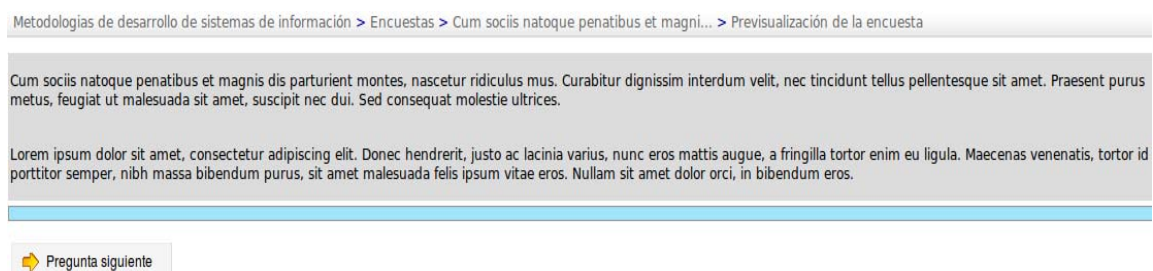 Metodologias de desarrollo de sistemas de información > Encuestas > Cum sociis natoque penatibus et magni... > Previsualización de la encuesta
Cum sociis natoque penatibus et magnis dis parturient montes, nascetur ridiculus mus. Curabitur dignissim interdum velit, nec tincidunt tellus pellentesque sit amet. Praesent purus
metus, feugiat ut malesuada sit amet, suscipit nec dui. Sed consequat molestie ultrices.
Lorem ipsum dolor sit amet, consectetur adipiscing elit. Donec hendrerit, justo ac lacinia varius, nunc eros mattis augue, a fringilla tortor enim eu ligula. Maecenas venenatis, tortor id
porttitor semper, nibh massa bibendum purus, sit amet malesuada felis ipsum vitae eros. Nullam sit amet dolor orci, in bibendum eros.
Pregunta siguiente